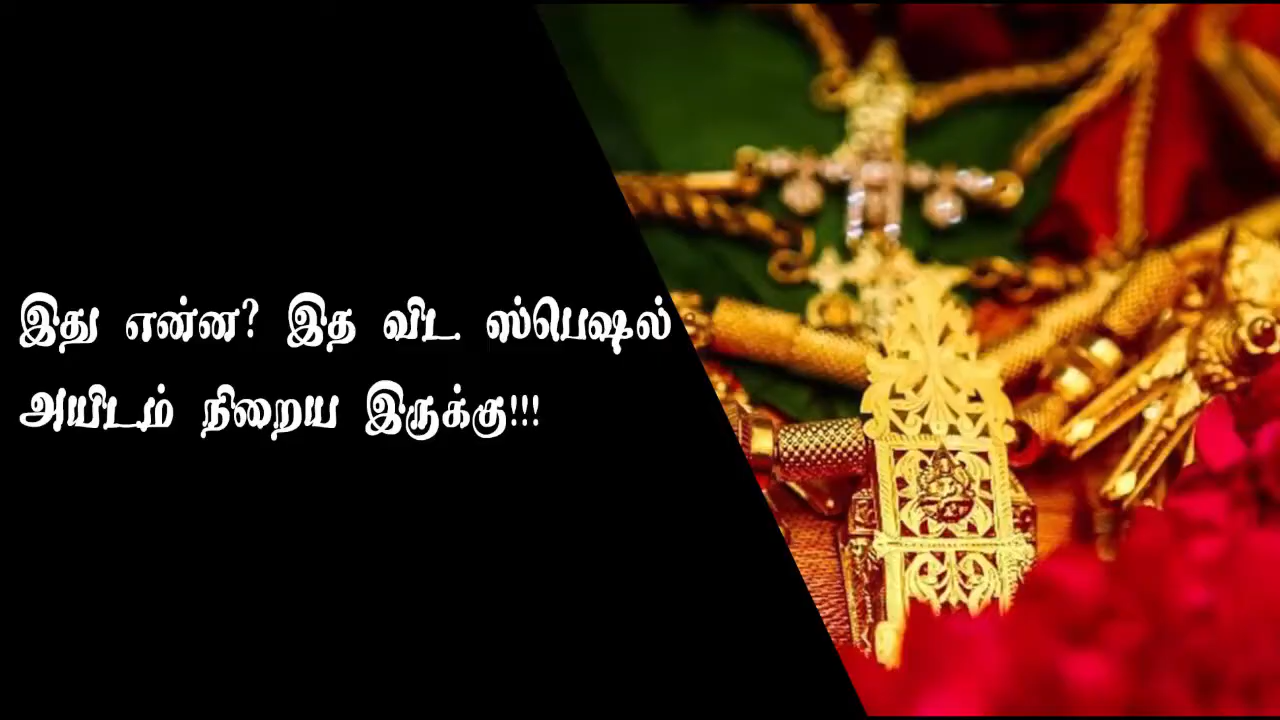 இது என்ன? இத விட ஸ்பெஷல்
அயிடம் நிறைய இருக்கு!!!